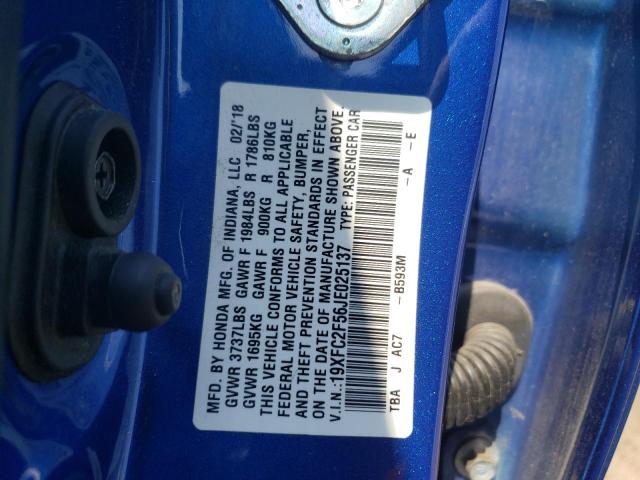 MFD. BY HONDA MFG. OF INDIANA, LLC 02/'18
GVWR 3737LBS GAWR F 1984LBS R 1786LBS
GVWR 1695KG GAWR F 900KG R 810KG
THIS VEHICLE CONFORMS TO ALL APPLICABLE
FEDERAL MOTOR VEHICLE SAFETY, BUMPER,
AND THEFT PREVENTION STANDARDS IN EFFECT
ON THE DATE OF MANUFACTURE SHOWN ABOVE.
V.I.N.:19XFC2F56JE025137 TYPE: PASSENGER CAR
TBA J AC7 -B593M -A -E